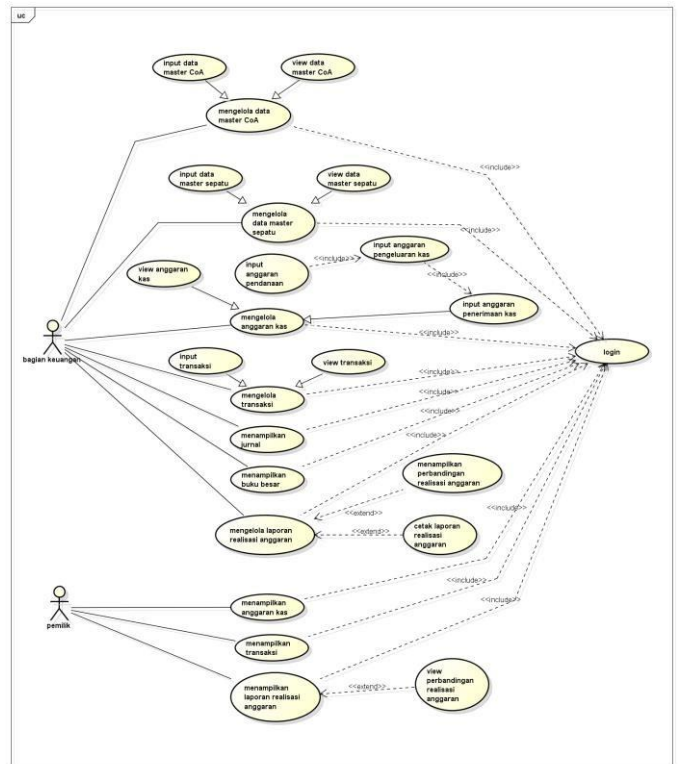 uc
input data
master CoA
view data
master CoA
mengelola data
master CoA
<<include>>
input data
master sepatu
view data
master sepatu
mengelola
data master
sepatu
<<include>>
input anggaran
pengeluaran kas
input
anggaran
pendanaan
<<include>>
view anggaran
kas
<<include>>
input anggaran
penerimaan kas
mengelola
anggaran kas
<<include>>
login
bagian keuangan
input
transaksi
view transaksi
<<include>>
mengelola
transaksi
<<include>>
<<include>>
menampilkan
jurnal
<<include>>
menampilkan
buku besar
menampilkan
perbandingan
realisasi anggaran
<<include>>
<<extend>>
mengelola laporan
realisasi anggaran
<<extend>>
cetak laporan
realisasi
anggaran
<<include>>
pemilik
menampilkan
anggaran kas
<<include>>
menampilkan
transaksi
view
perbandingan
realisasi
anggaran
<<extend>>
menampilkan
laporan realisasi
anggaran